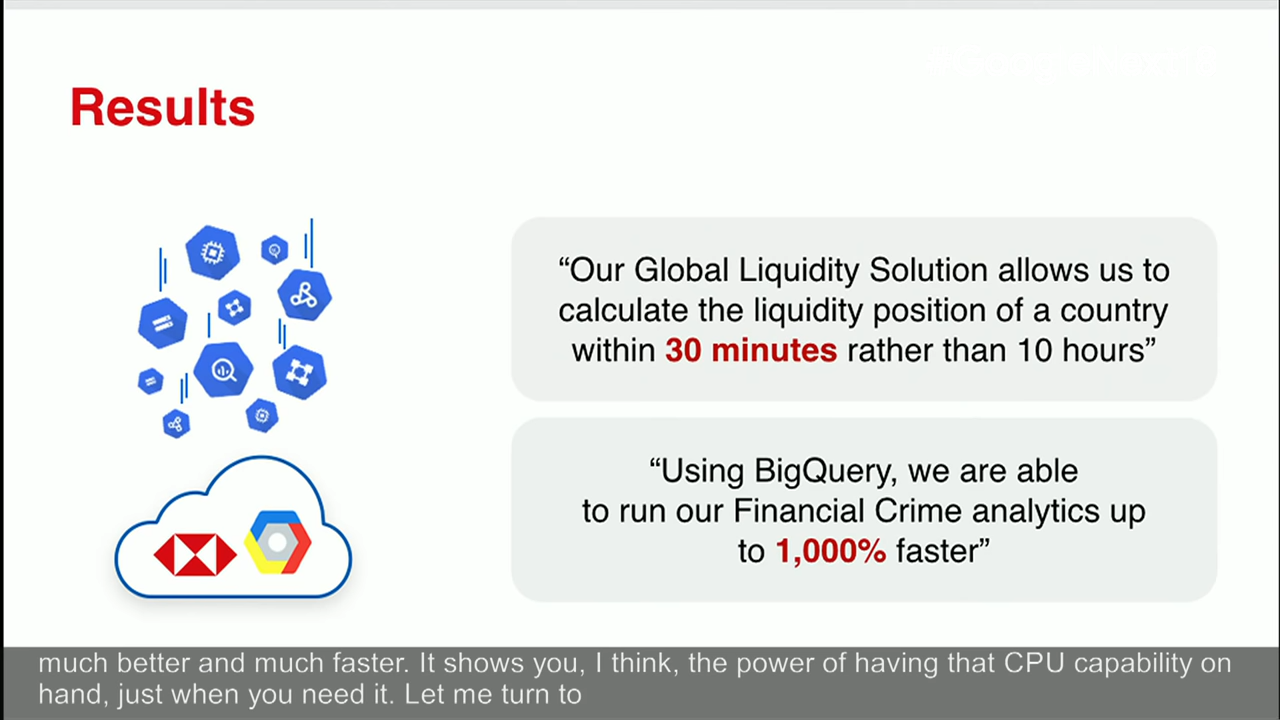 Results
“Our Global Liquidity Solution allows us to
calculate the liquidity position of a country
within 30 minutes rather than 10 hours”
“Using BigQuery, we are able
to run our Financial Crime analytics up
to 1,000% faster”
much better and much faster. It shows you, I think, the power of having that CPU capability on
hand, just when you need it. Let me turn to